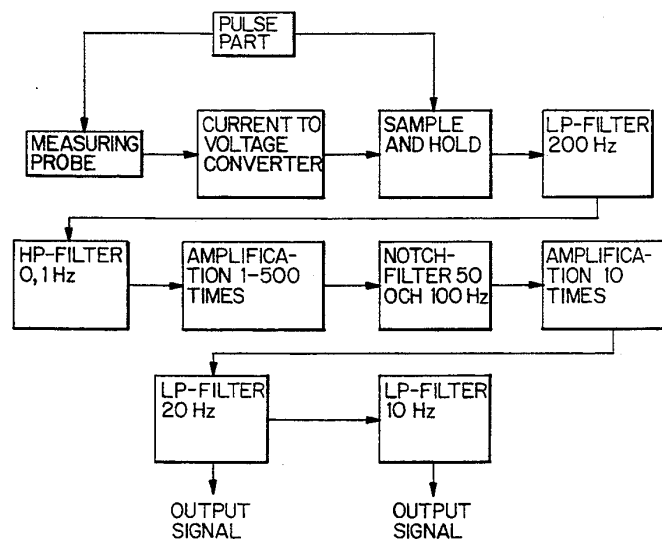 PULSE
PART
MEASURING
PROBE
CURRENT TO
VOLTAGE
CONVERTER
SAMPLE
AND HOLD
LP-FILTER
200 Hz
HP-FILTER
0,1 Hz
AMPLIFICA-
TION 1-500
TIMES
NOTCH-
FILTER 50
OCH 100 Hz
AMPLIFICA-
TION 10
TIMES
LP-FILTER
20 Hz
LP-FILTER
10 Hz
OUTPUT
SIGNAL
OUTPUT
SIGNAL